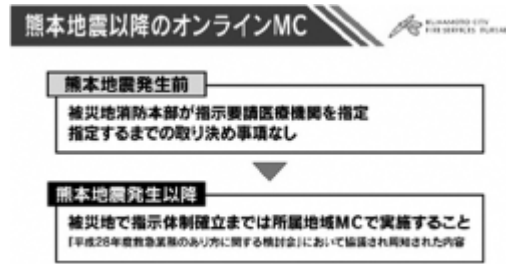 熊本地震以降のオンラインMC
KUMAMOTO CITY
FIRE SERVICES BUREAU
熊本地震発生前
被災地消防本部が指示要請医療機関を指定
指定するまでの取り決め事項なし
熊本地震発生以降
被災地で指示体制確立までは所属地域MCで実施すること
「平成28年度救急業務のあり方に関する検討会」において協議され周知された内容